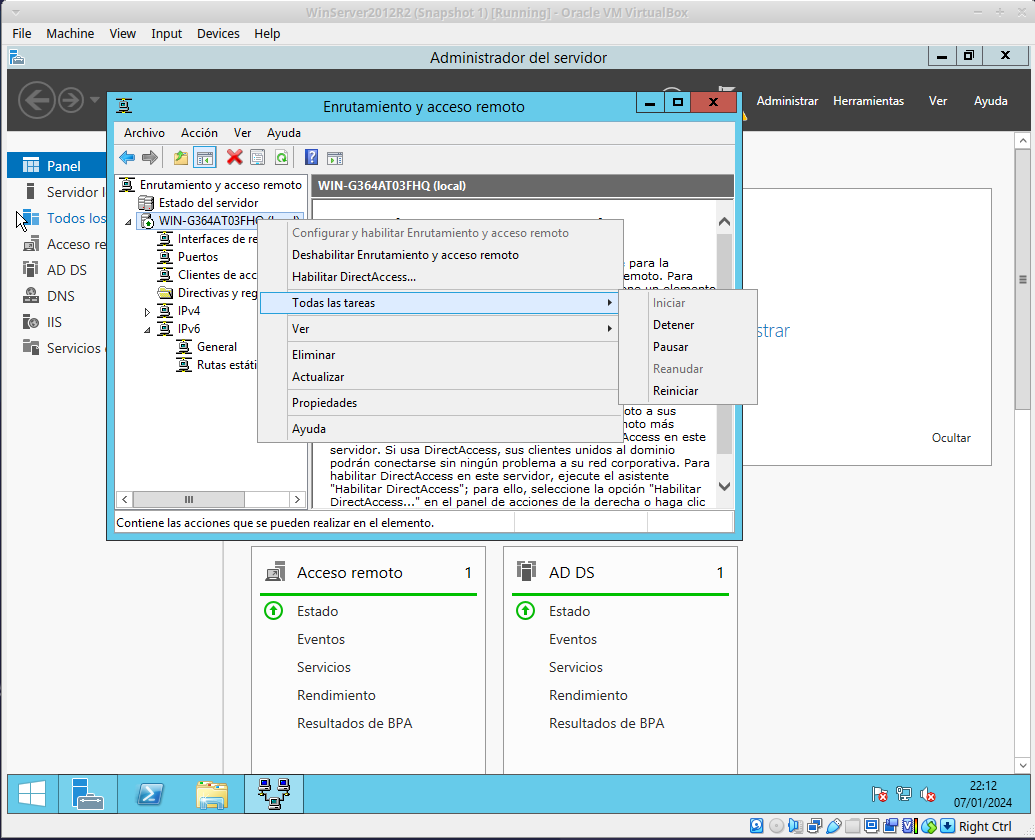 WinServer2012R2 (Snapshot 1) [Running] - Oracle VM VirtualBox
File Machine View Input Devices Help
Administrador del servidor
Administrar Herramientas Ver Ayuda
Panel
Servidor
Todos los
Acceso re
AD DS
DNS
IIS
Servicios
Enrutamiento y acceso remoto
Archivo Acción Ver Ayuda
Enrutamiento y acceso remoto
Estado del servidor
WIN-G364AT03FHQ (local)
Interfaces de re
Puertos
Clientes de acc
Directivas y reg
IPv4
IPv6
General
Rutas estáti
WIN-G364AT03FHQ (local)
para la
emoto. Para
un elemento
Configurar y habilitar Enrutamiento y acceso remoto
Deshabilitar Enrutamiento y acceso remoto
Habilitar DirectAccess...
Todas las tareas
Ver
Eliminar
Actualizar
Propiedades
Ayuda
Iniciar
Detener
Pausar
Reanudar
Reiniciar
oto a sus
noto más
Access en este
servidor. Si usa DirectAccess, sus clientes unidos al dominio
podrán conectarse sin ningún problema a su red corporativa. Para
habilitar DirectAccess en este servidor, ejecute el asistente
"Habilitar DirectAccess"; para ello, seleccione la opción "Habilitar
DirectAccess..." en el panel de acciones de la derecha o haga clic
Contiene las acciones que se pueden realizar en el elemento.
strar
Ocultar
Acceso remoto 1
Estado
Eventos
Servicios
Rendimiento
Resultados de BPA
AD DS 1
Estado
Eventos
Servicios
Rendimiento
Resultados de BPA
22:12
07/01/2024
Right Ctrl